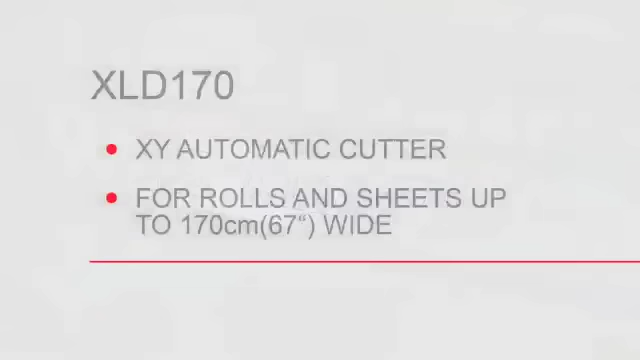 XLD170
• XY AUTOMATIC CUTTER
• FOR ROLLS AND SHEETS UP
TO 170cm(67“) WIDE